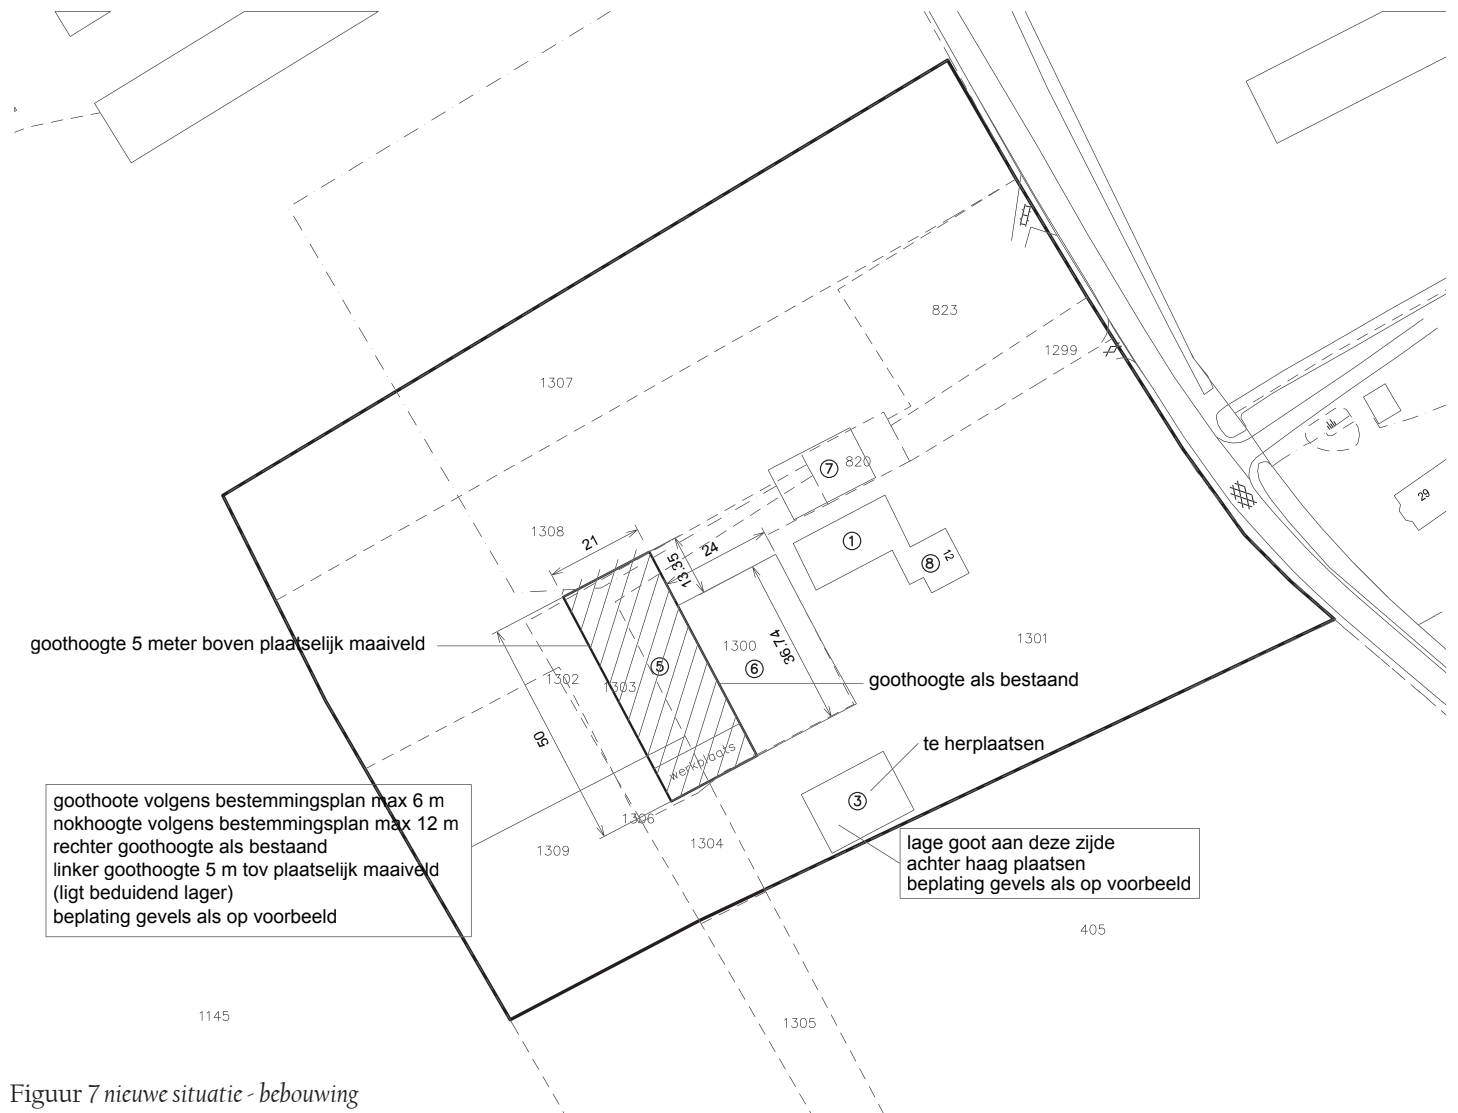 823
1299
1307
⑦
820
29
1308
21
24
13.35
①
⑧
12
goothoogte 5 meter boven plaatselijk maaiveld
1300
36.74
1301
⑤
⑥
1302
1303
goothoogte als bestaand
50
werkplaats
te herplaatsen
③
goothoote volgens bestemmingsplan max 6 m
nokhoogte volgens bestemmingsplan max 12 m
rechter goothoogte als bestaand
linker goothoogte 5 m tov plaatselijk maaiveld
(ligt beduidend lager)
beplating gevels als op voorbeeld
1306
1309
1304
lage goot aan deze zijde
achter haag plaatsen
beplating gevels als op voorbeeld
405
1145
1305
Figuur 7 nieuwe situatie - bebouwing